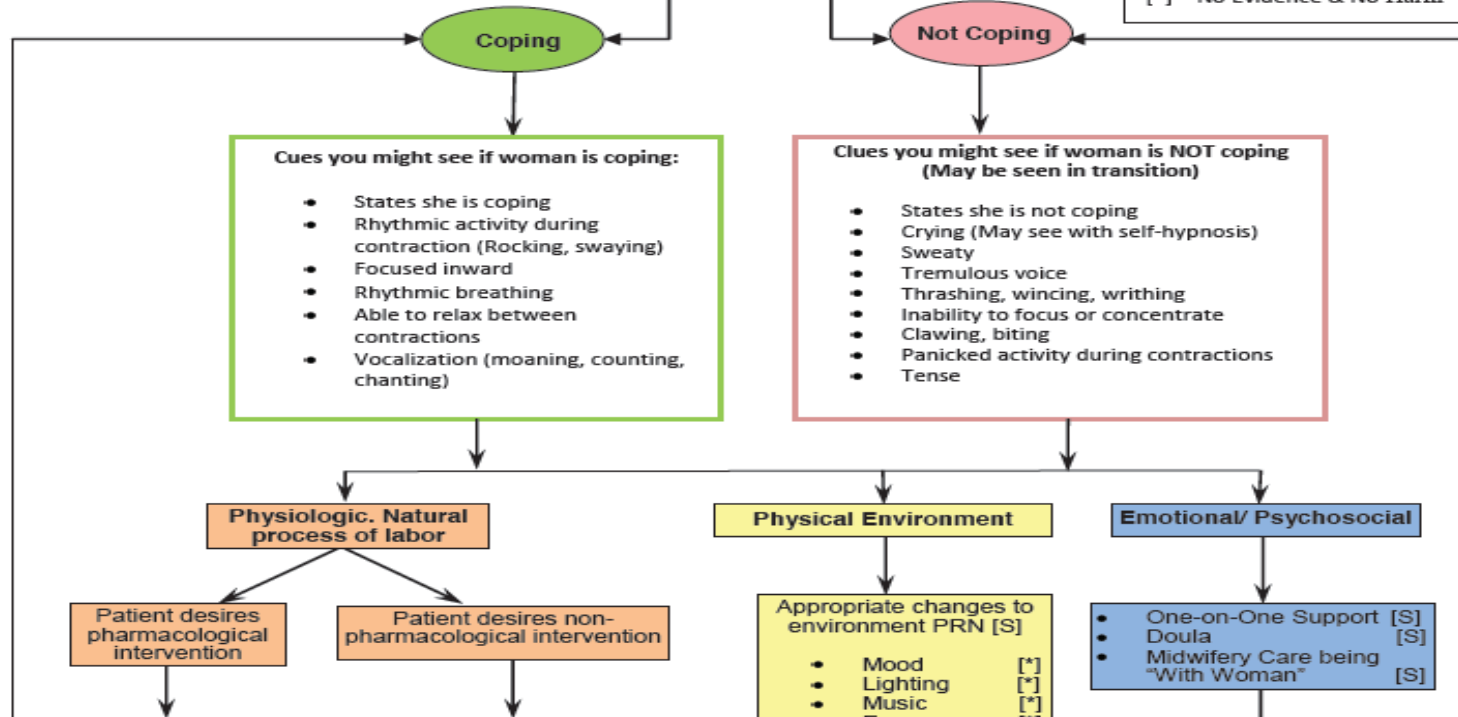 [*] No Evidence & No Harm
Coping
Not Coping
Cues you might see if woman is coping:
• States she is coping
• Rhythmic activity during
contraction (Rocking, swaying)
• Focused inward
• Rhythmic breathing
• Able to relax between
contractions
• Vocalization (moaning, counting,
chanting)
Clues you might see if woman is NOT coping
(May be seen in transition)
• States she is not coping
• Crying (May see with self-hypnosis)
• Sweaty
• Tremulous voice
• Thrashing, wincing, writhing
• Inability to focus or concentrate
• Clawing, biting
• Panicked activity during contractions
• Tense
Physiologic. Natural
process of labor
Patient desires
pharmacological
intervention
Patient desires non-
pharmacological intervention
Physical Environment
Appropriate changes to
environment PRN [S]
• Mood [*]
• Lighting [*]
• Music [*]
Emotional/ Psychosocial
• One-on-One Support [S]
• Doula [S]
• Midwifery Care being
“With Woman” [S]